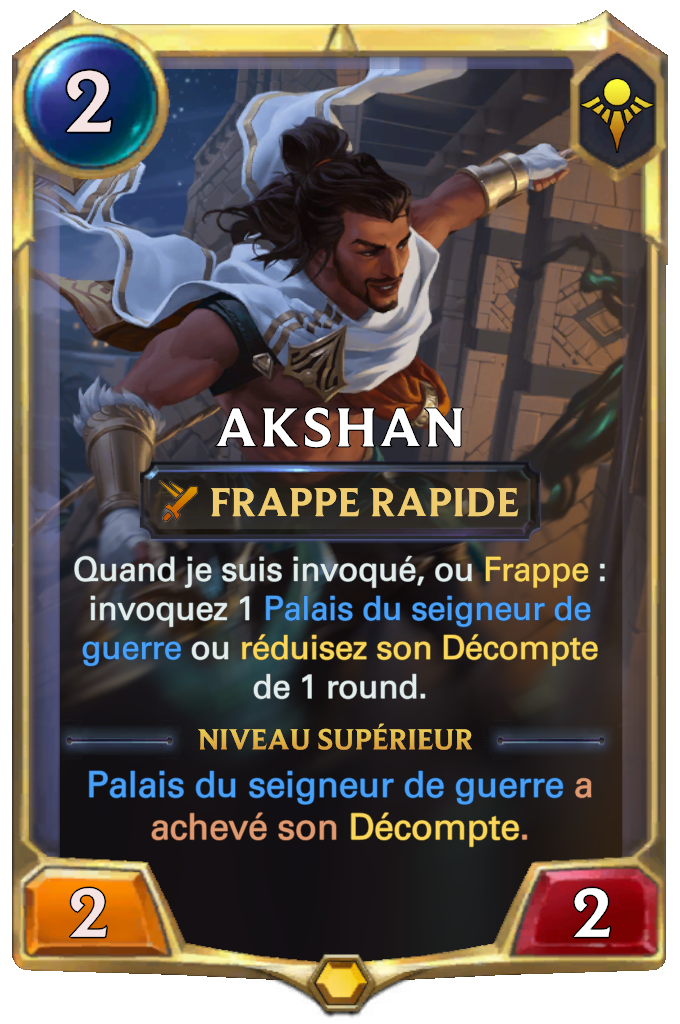 2
AKSHAN
FRAPPE RAPIDE
Quand je suis invoqué, ou Frappe :
invoquez 1 Palais du seigneur de
guerre ou réduisez son Décompte
de 1 round.
NIVEAU SUPÉRIEUR
Palais du seigneur de guerre a
achevé son Décompte.
2
2